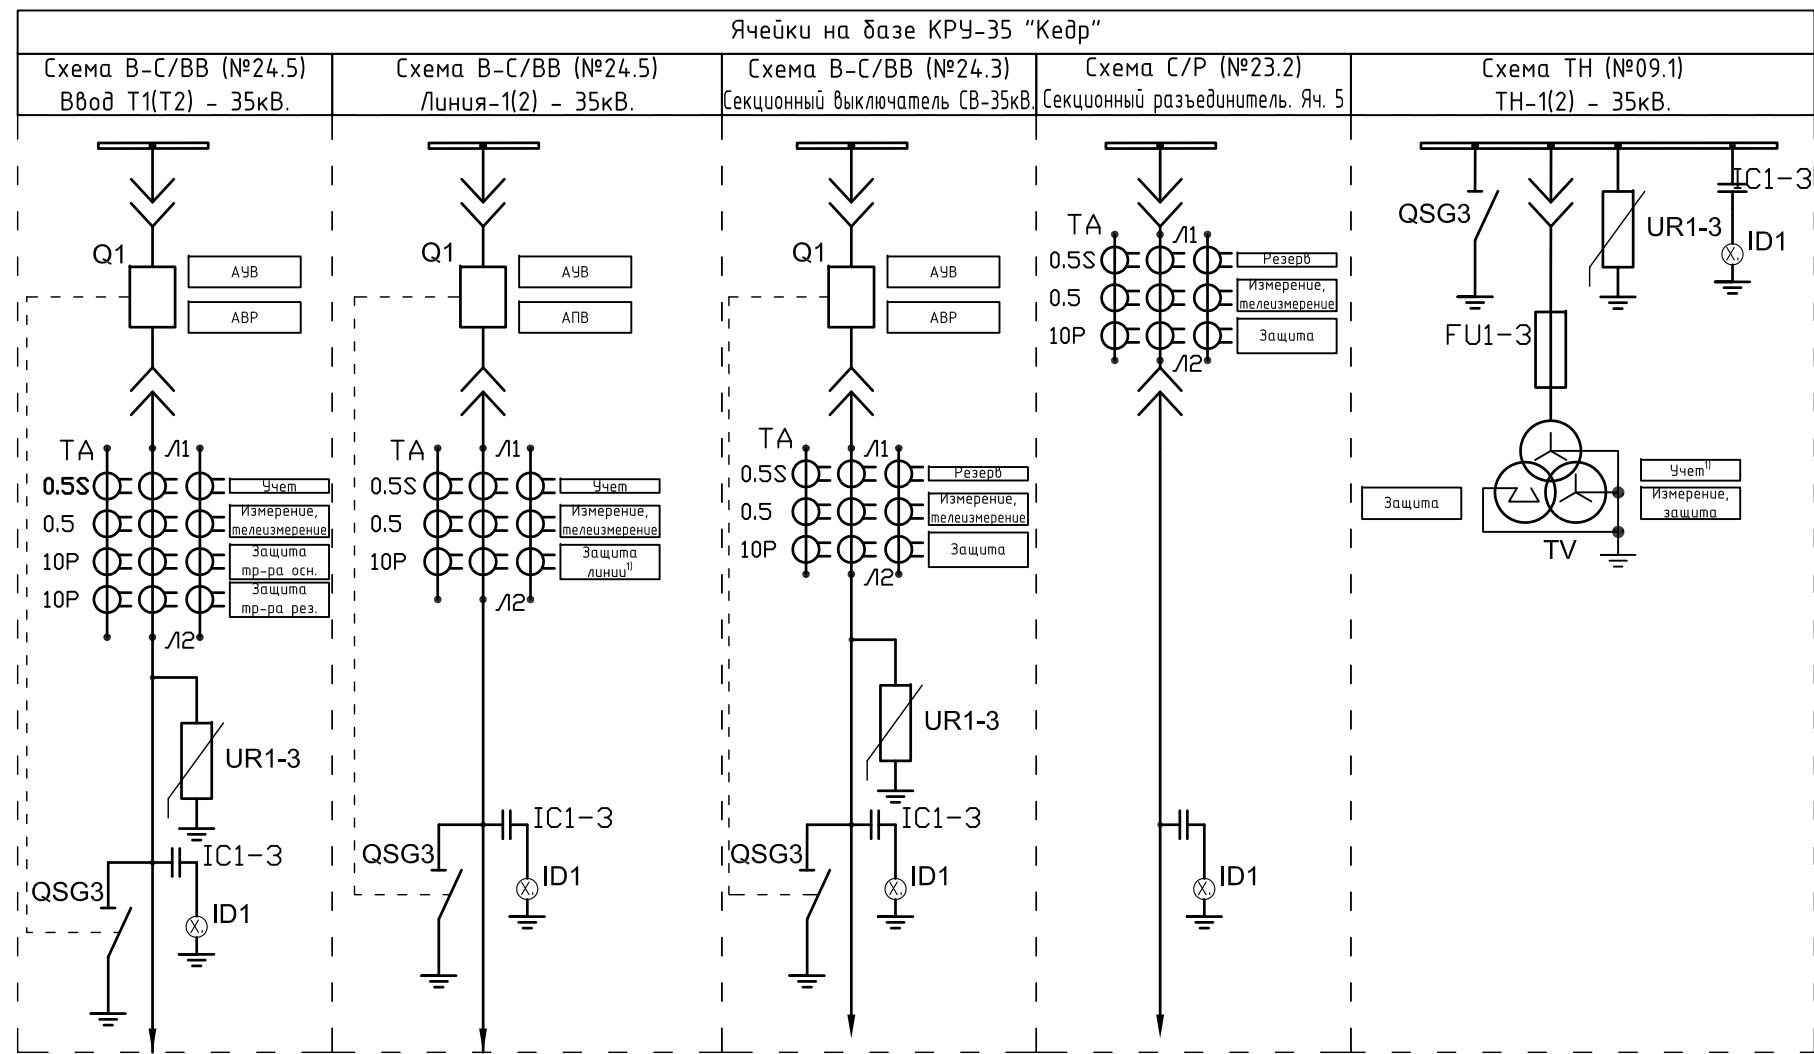 Ячейки на базе КРУ-35 "Кедр"
Схема В-С/ВВ (№24.5)
Ввод Т1(Т2) - 35кВ.
Схема В-С/ВВ (№24.5)
Линия-1(2) - 35кВ.
Схема В-С/ВВ (№24.3)
Секционный выключатель СВ-35кВ.
Схема С/Р (№23.2)
Секционный разъединитель. Яч. 5
Схема ТН (№09.1)
ТН-1(2) - 35кВ.
Q1
АУВ
АВР
TA
Л1
0.5S
Учет
0.5
Измерение,
телеизмерение
10P
Защита
тр-ра осн.
10P
Защита
тр-ра рез.
Л2
UR1-3
IC1-3
QSG3
ID1
Q1
АУВ
АПВ
TA
Л1
0.5S
Учет
0.5
Измерение,
телеизмерение
10P
Защита
линии¹⁾
Л2
IC1-3
QSG3
ID1
Q1
АУВ
АВР
TA
Л1
0.5S
Резерв
0.5
Измерение,
телеизмерение
10P
Защита
Л2
UR1-3
IC1-3
QSG3
ID1
TA
Л1
0.5S
Резерв
0.5
Измерение,
телеизмерение
10P
Защита
Л2
ID1
IC1-3
QSG3
UR1-3
ID1
FU1-3
Учет¹⁾
Защита
Измерение,
защита
TV